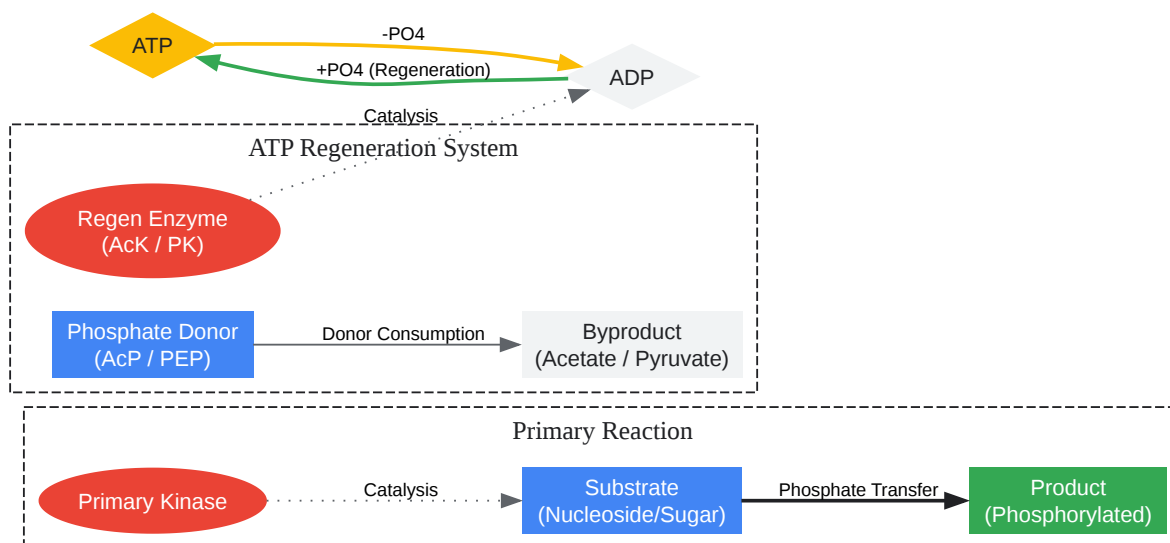 ATP
-PO4
+PO4 (Regeneration)
ADP
Catalysis
ATP Regeneration System
Regen Enzyme
(AcK / PK)
Phosphate Donor
(AcP / PEP)
Donor Consumption
Byproduct
(Acetate / Pyruvate)
Primary Reaction
Primary Kinase
Catalysis
Substrate
(Nucleoside/Sugar)
Phosphate Transfer
Product
(Phosphorylated)